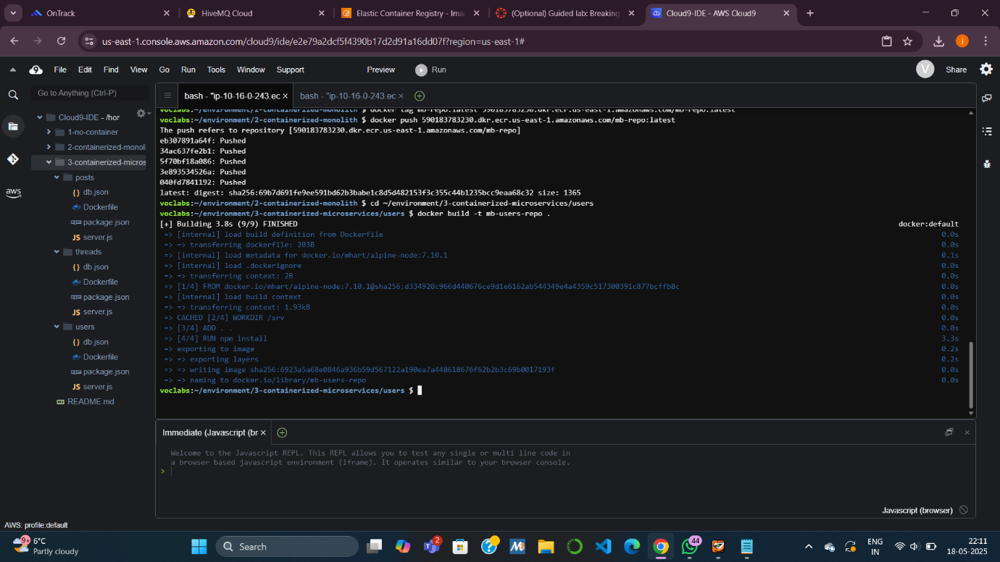 OnTrack
HiveMQ Cloud
Elastic Container Registry - Ima
(Optional) Guided lab: Breaking
Cloud9-IDE - AWS Cloud9
us-east-1.console.aws.amazon.com/cloud9/ide/e2e79a2dcf5f4390b17d2d91a16dd07f?region=us-east-1#
j
9 File Edit Find View Go Run Tools Window Support Preview Run V Share
Go to Anything (Ctrl-P)
bash - "ip-10-16-0-243.ec × bash - "ip-10-16-0-243.ec ×
Cloud9-IDE - /hor
1-no-container
2-containerized-monoli
3-containerized-micros
posts
{ } db.json
Dockerfile
package.json
JS server.js
threads
{ } db.json
Dockerfile
package.json
JS server.js
users
{ } db.json
Dockerfile
package.json
JS server.js
README.md
aws
voclabs:~/environment/2-containerized-monolith $ docker tag mb-repo:latest 590183783230.dkr.ecr.us-east-1.amazonaws.com/mb-repo:latest
voclabs:~/environment/2-containerized-monolith $ docker push 590183783230.dkr.ecr.us-east-1.amazonaws.com/mb-repo:latest
The push refers to repository [590183783230.dkr.ecr.us-east-1.amazonaws.com/mb-repo]
eb307891a64f: Pushed
34ac637fe2b1: Pushed
5f70bf18a086: Pushed
3e893534526a: Pushed
040fd7841192: Pushed
latest: digest: sha256:69b7d691fe9ee591bd62b3babe1c8d5d482153f3c355c44b1235bcc9eaa68c32 size: 1365
voclabs:~/environment/2-containerized-monolith $ cd ~/environment/3-containerized-microservices/users
voclabs:~/environment/3-containerized-microservices/users $ docker build -t mb-users-repo .
[+] Building 3.8s (9/9) FINISHED docker:default
=> [internal] load build definition from Dockerfile 0.0s
=> => transferring dockerfile: 203B 0.0s
=> [internal] load metadata for docker.io/mhart/alpine-node:7.10.1 0.1s
=> [internal] load .dockerignore 0.0s
=> => transferring context: 2B 0.0s
=> [1/4] FROM docker.io/mhart/alpine-node:7.10.1@sha256:d334920c966d440676ce9d1e6162ab544349e4a4359c517300391c877bcffb8c 0.0s
=> [internal] load build context 0.0s
=> => transferring context: 1.93kB 0.0s
=> CACHED [2/4] WORKDIR /srv 0.0s
=> [3/4] ADD . . 0.0s
=> [4/4] RUN npm install 3.3s
=> exporting to image 0.2s
=> => exporting layers 0.2s
=> => writing image sha256:6923a5a68e0846a936b59d567122a190ea7a448618676f62b2b3c69b0017193f 0.0s
=> => naming to docker.io/library/mb-users-repo 0.0s
voclabs:~/environment/3-containerized-microservices/users $
Immediate (Javascript (br ×
Welcome to the Javascript REPL. This REPL allows you to test any single or multi line code in
a browser based javascript environment (iframe). It operates similar to your browser console.
>
Javascript (browser)
AWS: profile:default
9+ 6°C
Partly cloudy
Search
2
44
ENG
IN
22:11
18-05-2025